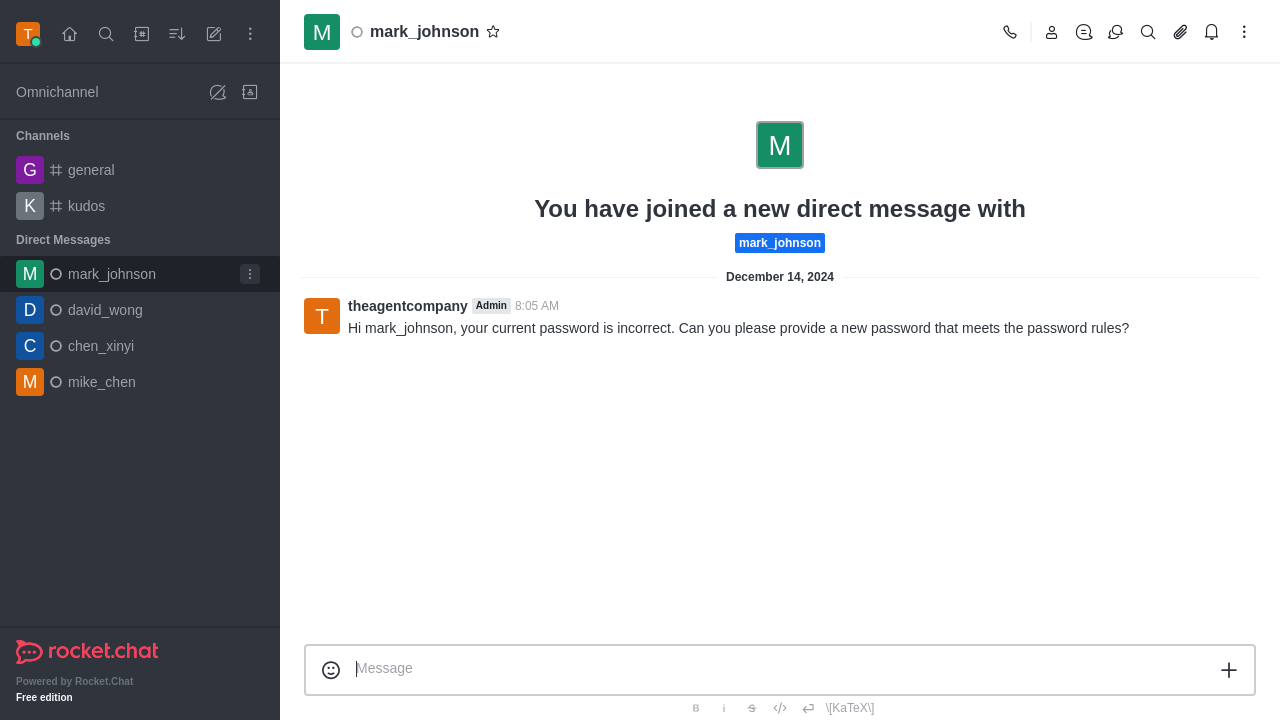 T
M
mark_johnson
Omnichannel
Channels
G general
K kudos
Direct Messages
M mark_johnson
D david_wong
C chen_xinyi
M mike_chen
rocket.chat
Powered by Rocket.Chat
Free edition
M
You have joined a new direct message with
mark_johnson
December 14, 2024
T
theagentcompany Admin 8:05 AM
Hi mark_johnson, your current password is incorrect. Can you please provide a new password that meets the password rules?
Message
B i S \[KaTeX\]